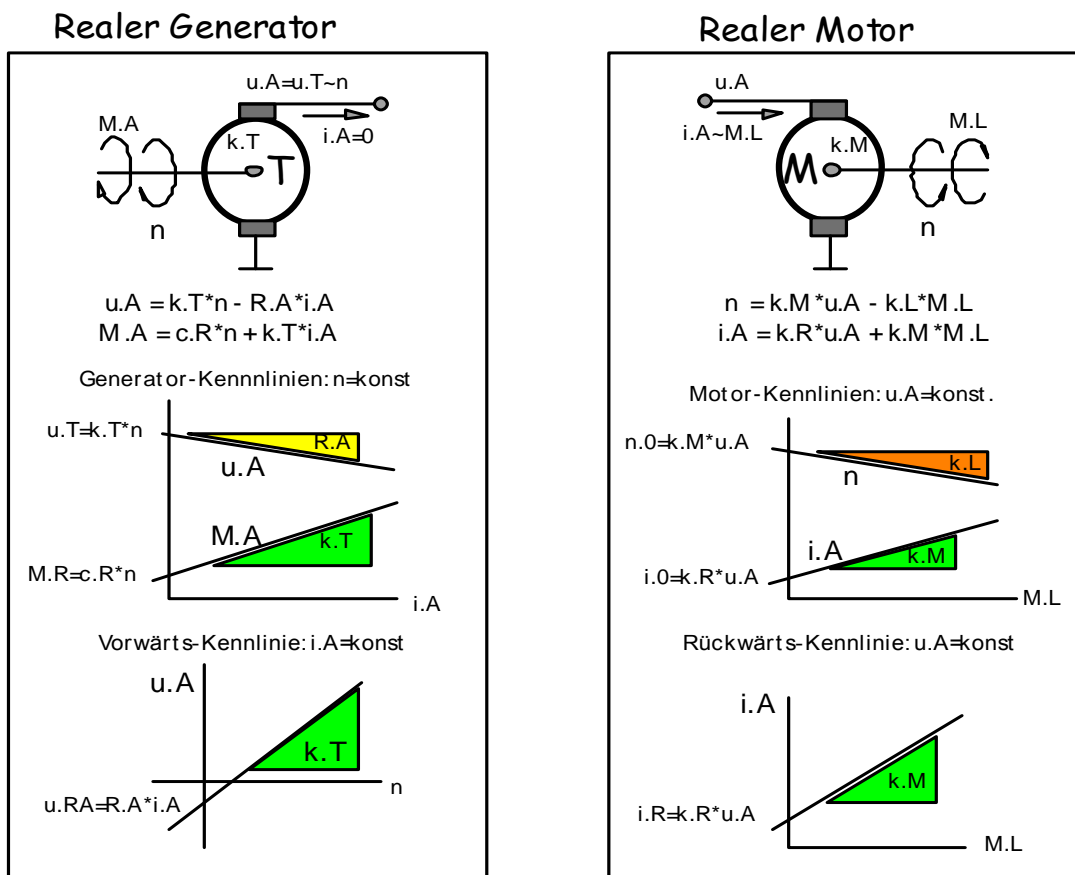 Realer Generator
u.A=u.T~n
i.A=0
M.A
k.T
T
n
u.A = k.T*n - R.A*i.A
M.A = c.R*n + k.T*i.A
Generator-Kennnlinien: n=konst
u.T=k.T*n
R.A
u.A
M.A
k.T
M.R=c.R*n
i.A
Vorwärts-Kennlinie: i.A=konst
u.A
k.T
n
u.RA=R.A*i.A
Realer Motor
u.A
i.A~M.L
M.L
k.M
M
n
n = k.M*u.A - k.L*M.L
i.A = k.R*u.A + k.M*M.L
Motor-Kennlinien: u.A=konst.
n.0=k.M*u.A
k.L
n
i.A
k.M
i.0=k.R*u.A
M.L
Rückwärts-Kennlinie: u.A=konst
i.A
k.M
i.R=k.R*u.A
M.L